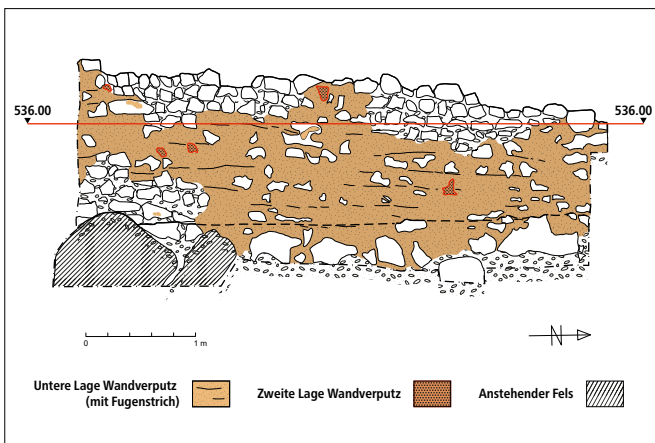 536.00 536.00
0 1 m
N
Untere Lage Wandverputz
(mit Fugenstrich)
Zweite Lage Wandverputz
Anstehender Fels